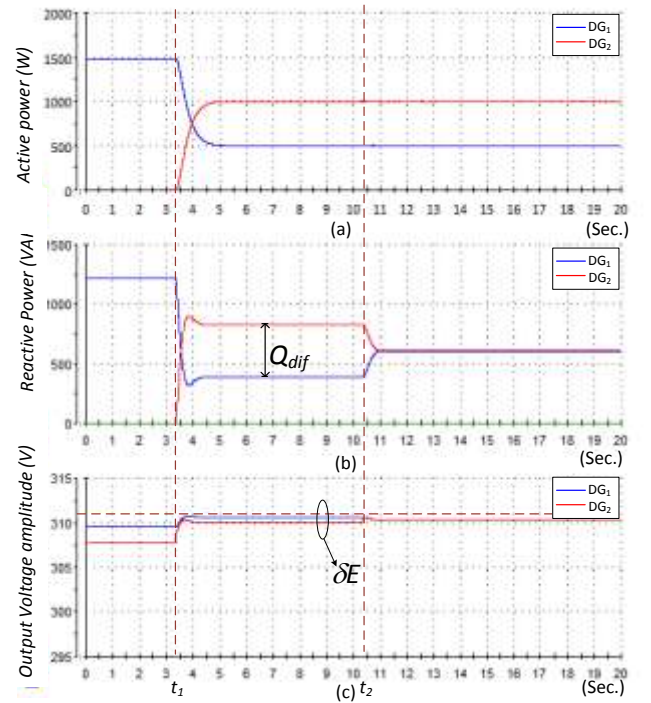 Active power (W)
2000
1500
1000
500
0
DG1
DG2
0 1 2 3 4 5 6 7 8 9 10 11 12 13 14 15 16 17 18 19 20
(a)
(Sec.)
Reactive Power (VA
1500
1000
500
0
DG1
DG2
Qdif
0 1 2 3 4 5 6 7 8 9 10 11 12 13 14 15 16 17 18 19 20
(b)
(Sec.)
Output Voltage amplitude (V)
315
310
305
300
295
DG1
DG2
δE
0 1 2 3 4 5 6 7 8 9 10 11 12 13 14 15 16 17 18 19 20
t1
(c)
t2
(Sec.)